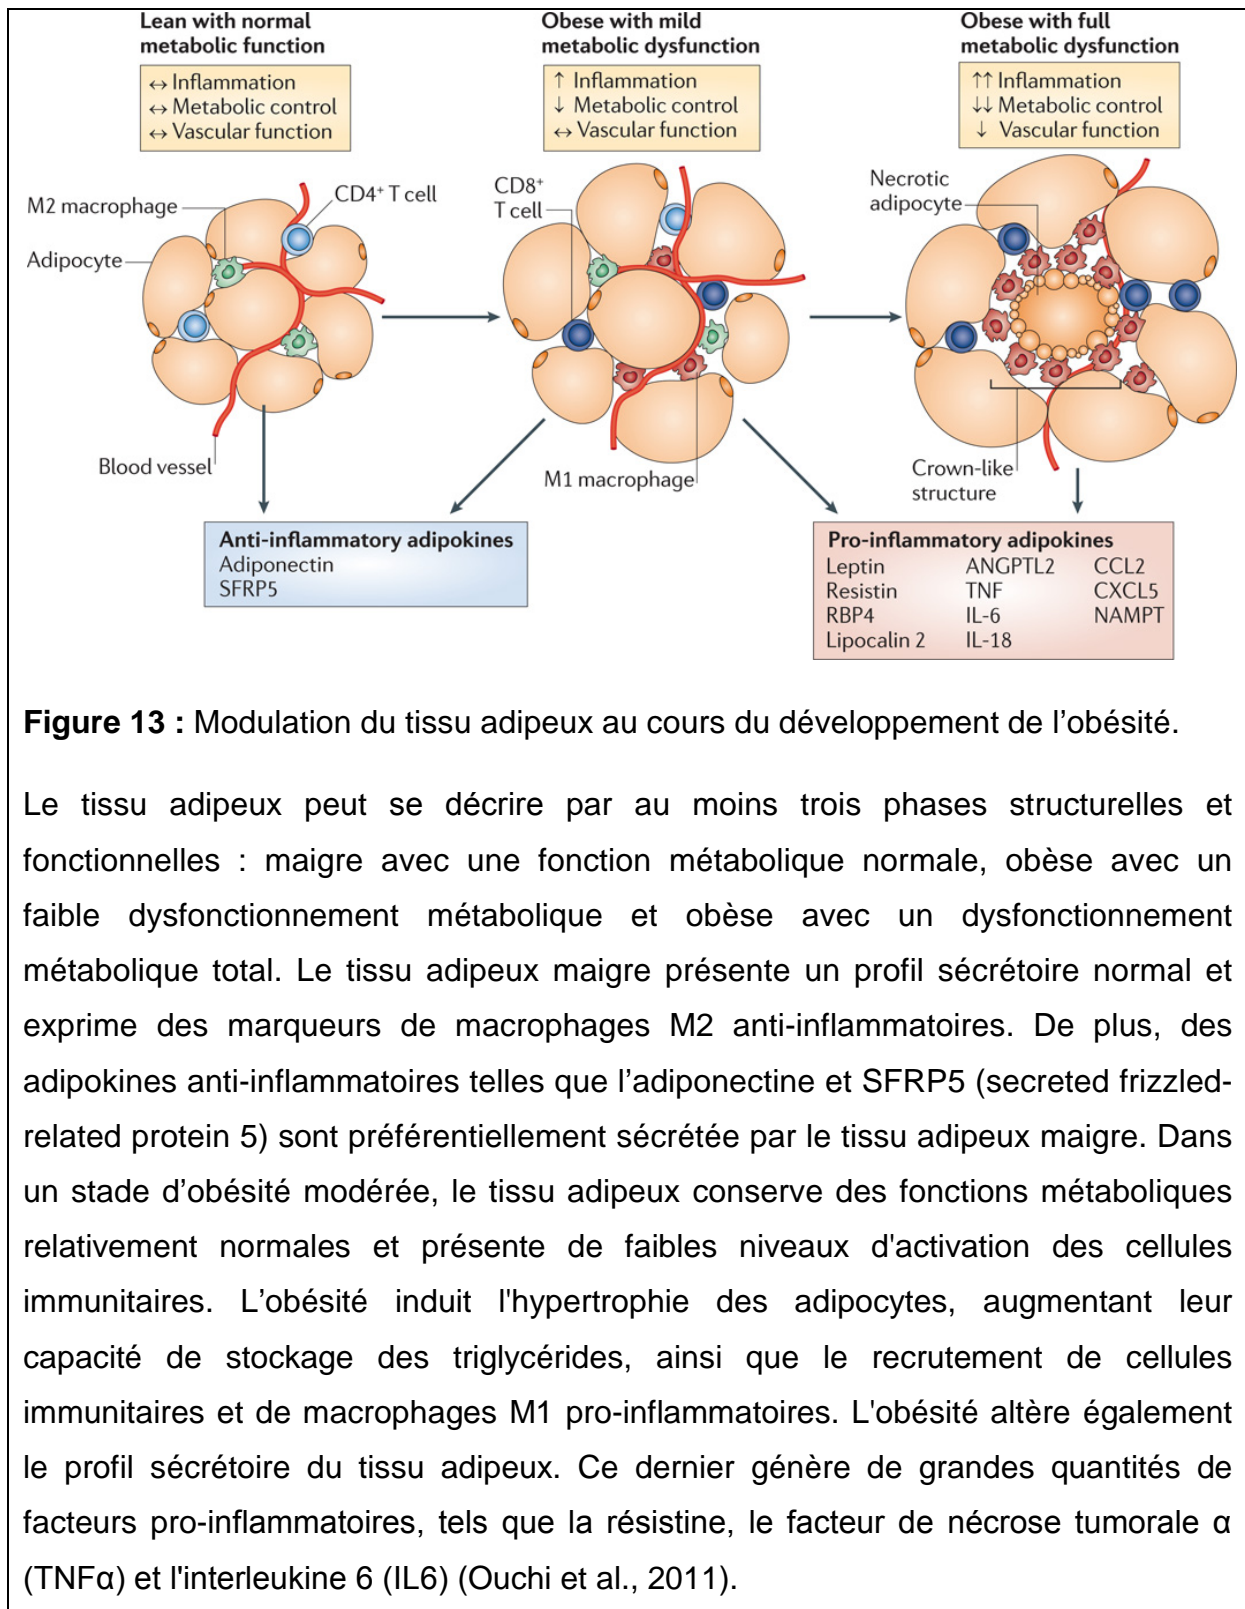 Lean with normal
metabolic function
↔ Inflammation
↔ Metabolic control
↔ Vascular function
Obese with mild
metabolic dysfunction
↑ Inflammation
↓ Metabolic control
↔ Vascular function
Obese with full
metabolic dysfunction
↑↑ Inflammation
↓↓ Metabolic control
↓ Vascular function
M2 macrophage
CD4+ T cell
Adipocyte
Blood vessel
CD8+
T cell
M1 macrophage
Necrotic
adipocyte
Crown-like
structure
Anti-inflammatory adipokines
Adiponectin
SFRP5
Pro-inflammatory adipokines
Leptin ANGPTL2 CCL2
Resistin TNF CXCL5
RBP4 IL-6 NAMPT
Lipocalin 2 IL-18
Figure 13 : Modulation du tissu adipeux au cours du développement de l’obésité.
Le tissu adipeux peut se décrire par au moins trois phases structurelles et
fonctionnelles : maigre avec une fonction métabolique normale, obèse avec un
faible dysfonctionnement métabolique et obèse avec un dysfonctionnement
métabolique total. Le tissu adipeux maigre présente un profil sécrétoire normal et
exprime des marqueurs de macrophages M2 anti-inflammatoires. De plus, des
adipokines anti-inflammatoires telles que l’adiponectine et SFRP5 (secreted frizzled-
related protein 5) sont préférentiellement sécrétée par le tissu adipeux maigre. Dans
un stade d’obésité modérée, le tissu adipeux conserve des fonctions métaboliques
relativement normales et présente de faibles niveaux d'activation des cellules
immunitaires. L’obésité induit l'hypertrophie des adipocytes, augmentant leur
capacité de stockage des triglycérides, ainsi que le recrutement de cellules
immunitaires et de macrophages M1 pro-inflammatoires. L'obésité altère également
le profil sécrétoire du tissu adipeux. Ce dernier génère de grandes quantités de
facteurs pro-inflammatoires, tels que la résistine, le facteur de nécrose tumorale α
(TNFα) et l'interleukine 6 (IL6) (Ouchi et al., 2011).